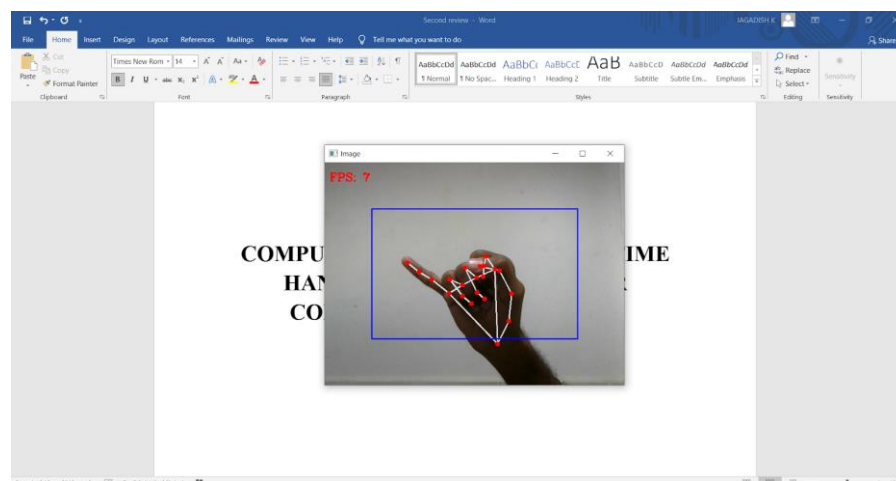 Second review - Word
JAGADISH K
File Home Insert Design Layout References Mailings Review View Help Tell me what you want to do
Share
Cut
Copy
Format Painter
Paste
Clipboard
Times New Rom 14
Font
Paragraph
AaBbCcDd AaBbCcDd AaBbCc AaBbCcE AaB AaBbCcD AaBbCcDd AaBbCcDd
¶ Normal ¶ No Spac... Heading 1 Heading 2 Title Subtitle Subtle Em... Emphasis
Styles
Find
Replace
Select
Editing
Sensitivity
Sensitivity
Image
FPS: 7
COMPU
IME
HAN
CO